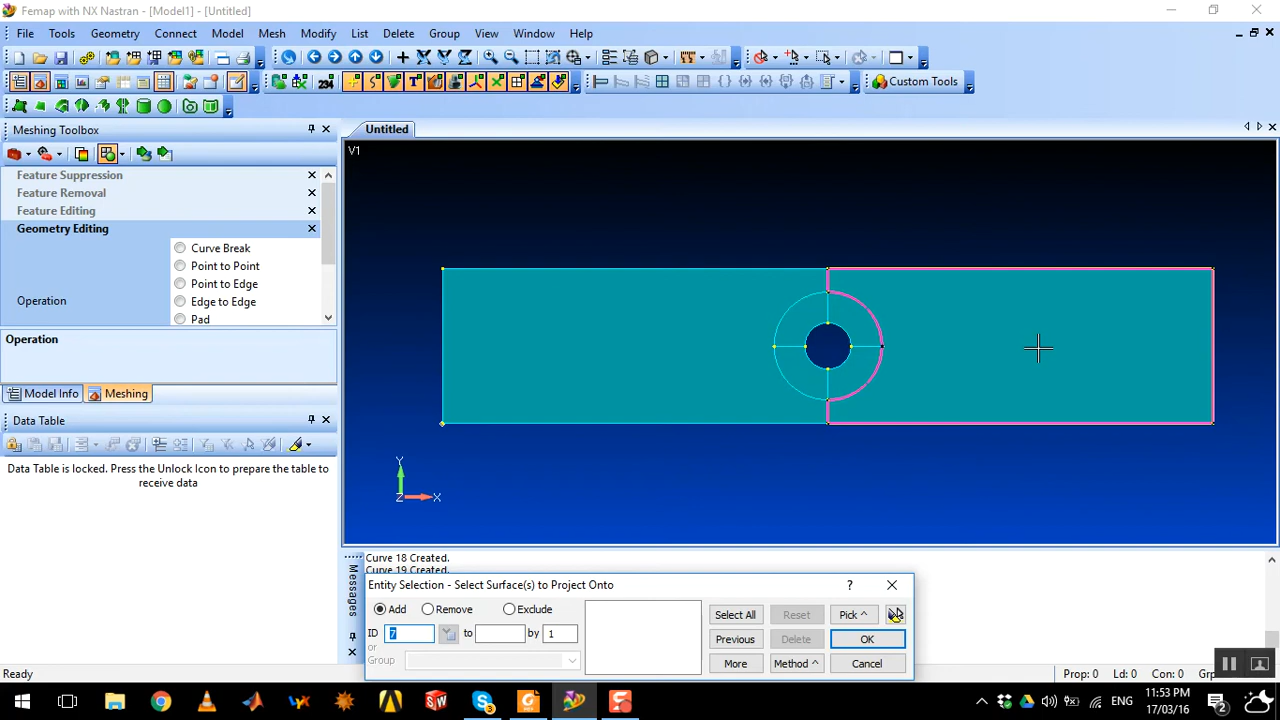 Femap with NX Nastran - [Model1] - [Untitled]
File Tools Geometry Connect Model Mesh Modify List Delete Group View Window Help
234
Custom Tools
Meshing Toolbox
Untitled
V1
Feature Suppression
Feature Removal
Feature Editing
Geometry Editing
Curve Break
Point to Point
Point to Edge
Operation
Edge to Edge
Pad
Operation
Model Info
Meshing
Data Table
Data Table is locked. Press the Unlock Icon to prepare the table to
receive data
Y
Z X
Messages
Curve 18 Created.
Curve 19 Created.
Entity Selection - Select Surface(s) to Project Onto
?
Add Remove Exclude
Select All Reset Pick ^
ID 7 to by 1
Previous Delete OK
or
Group
More Method ^ Cancel
Ready
Prop: 0 Ld: 0 Con: 0
ENG
11:53 PM
17/03/16
2